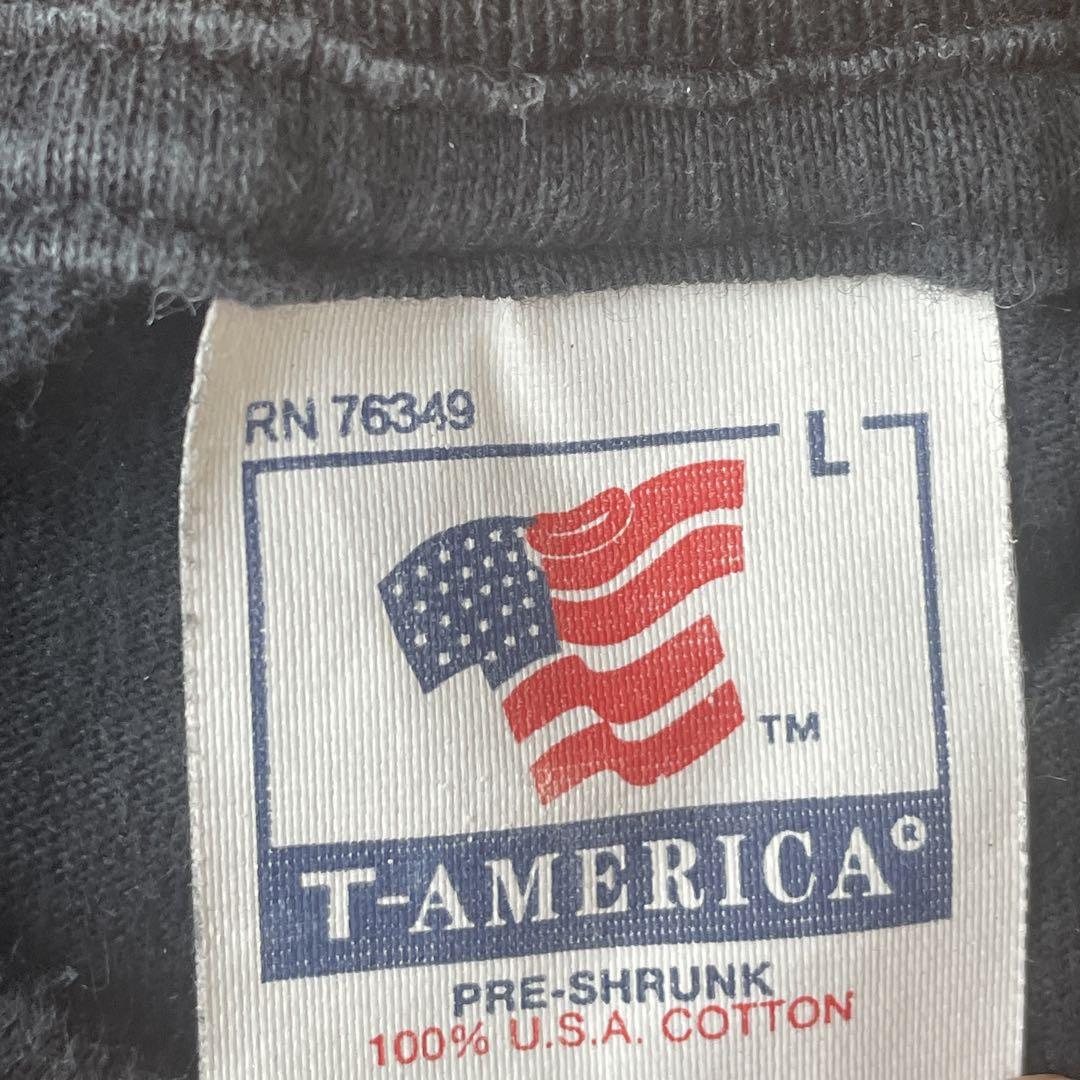 RN 76349
L
TM
T-AMERICA®
PRE-SHRUNK
100% U.S.A. COTTON